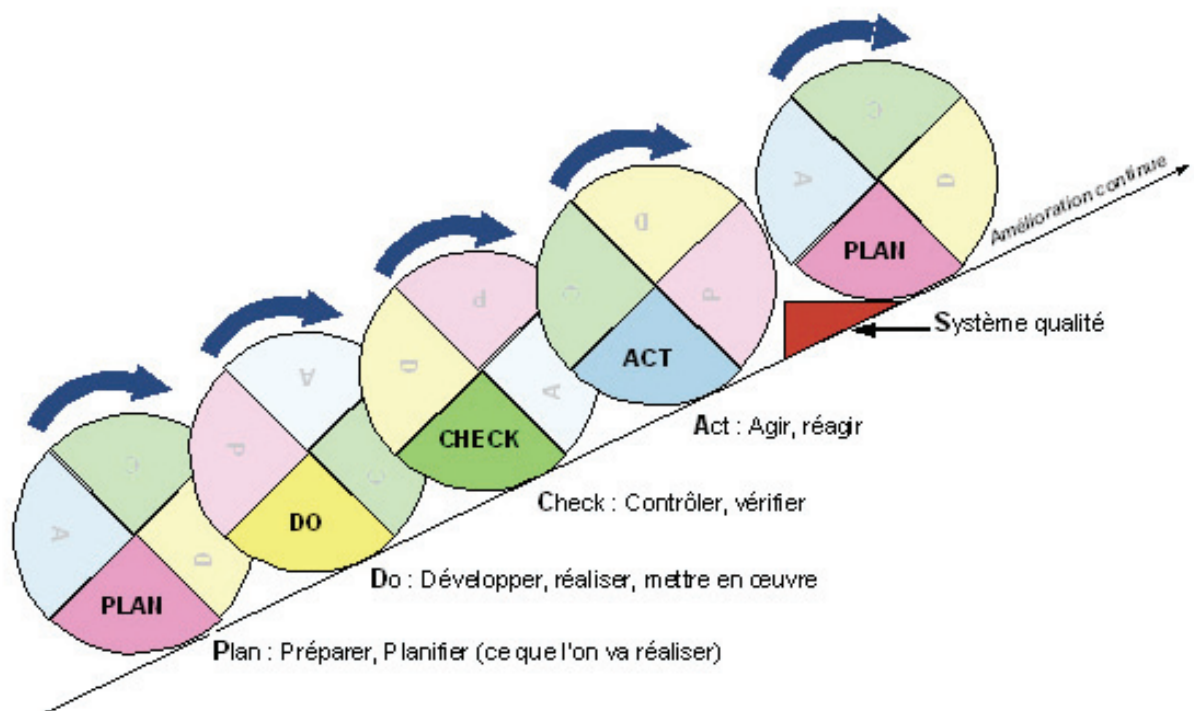 C
A
D
PLAN
A
P
C
DO
P
D
A
CHECK
D
C
P
ACT
C
A
D
PLAN
Amélioration continue
Système qualité
Act : Agir, réagir
Check : Contrôler, vérifier
Do : Développer, réaliser, mettre en œuvre
Plan : Préparer, Planifier (ce que l'on va réaliser)